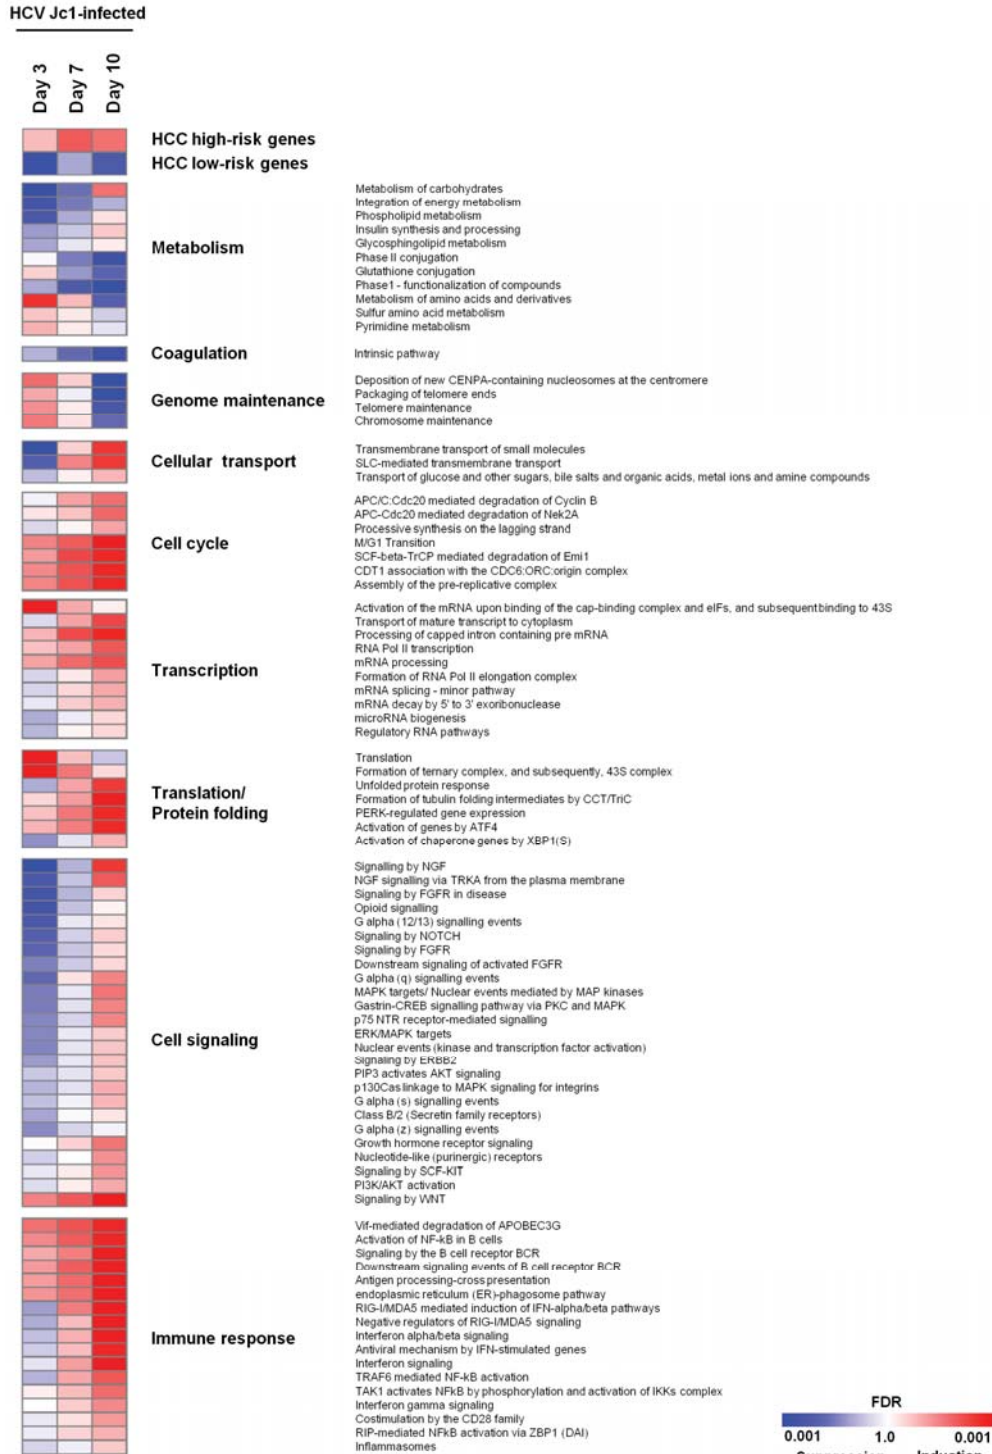 HCV Jc1-infected
Day 3
Day 7
Day 10
HCC high-risk genes
HCC low-risk genes
Metabolism
Metabolism of carbohydrates
Integration of energy metabolism
Phospholipid metabolism
Insulin synthesis and processing
Glycosphingolipid metabolism
Phase II conjugation
Glutathione conjugation
Phase1 - functionalization of compounds
Metabolism of amino acids and derivatives
Sulfur amino acid metabolism
Pyrimidine metabolism
Coagulation
Intrinsic pathway
Genome maintenance
Deposition of new CENPA-containing nucleosomes at the centromere
Packaging of telomere ends
Telomere maintenance
Chromosome maintenance
Cellular transport
Transmembrane transport of small molecules
SLC-mediated transmembrane transport
Transport of glucose and other sugars, bile salts and organic acids, metal ions and amine compounds
Cell cycle
APC/C:Cdc20 mediated degradation of Cyclin B
APC-Cdc20 mediated degradation of Nek2A
Processive synthesis on the lagging strand
M/G1 Transition
SCF-beta-TrCP mediated degradation of Emi1
CDT1 association with the CDC6:ORC:origin complex
Assembly of the pre-replicative complex
Transcription
Activation of the mRNA upon binding of the cap-binding complex and eIFs, and subsequent binding to 43S
Transport of mature transcript to cytoplasm
Processing of capped intron containing pre mRNA
RNA Pol II transcription
mRNA processing
Formation of RNA Pol II elongation complex
mRNA splicing - minor pathway
mRNA decay by 5' to 3' exoribonuclease
microRNA biogenesis
Regulatory RNA pathways
Translation/
Protein folding
Translation
Formation of ternary complex, and subsequently, 43S complex
Unfolded protein response
Formation of tubulin folding intermediates by CCT/TriC
PERK-regulated gene expression
Activation of genes by ATF4
Activation of chaperone genes by XBP1(S)
Cell signaling
Signalling by NGF
NGF signalling via TRKA from the plasma membrane
Signaling by FGFR in disease
Opioid signalling
G alpha (12/13) signalling events
Signaling by NOTCH
Signaling by FGFR
Downstream signaling of activated FGFR
G alpha (q) signalling events
MAPK targets/ Nuclear events mediated by MAP kinases
Gastrin-CREB signalling pathway via PKC and MAPK
p75 NTR receptor-mediated signalling
ERK/MAPK targets
Nuclear events (kinase and transcription factor activation)
Signaling by ERBB2
PIP3 activates AKT signaling
p130Cas linkage to MAPK signaling for integrins
G alpha (s) signalling events
Class B/2 (Secretin family receptors)
G alpha (z) signalling events
Growth hormone receptor signaling
Nucleotide-like (purinergic) receptors
Signaling by SCF-KIT
PI3K/AKT activation
Signaling by WNT
Immune response
Vif-mediated degradation of APOBEC3G
Activation of NF-kB in B cells
Signaling by the B cell receptor BCR
Downstream signaling events of B cell receptor BCR
Antigen processing-cross presentation
endoplasmic reticulum (ER)-phagosome pathway
RIG-I/MDA5 mediated induction of IFN-alpha/beta pathways
Negative regulators of RIG-I/MDA5 signaling
Interferon alpha/beta signaling
Antiviral mechanism by IFN-stimulated genes
Interferon signaling
TRAF6 mediated NF-kB activation
TAK1 activates NFkB by phosphorylation and activation of IKKs complex
Interferon gamma signaling
Costimulation by the CD28 family
RIP-mediated NFkB activation via ZBP1 (DAI)
Inflammasomes
FDR
0.001 1.0 0.001
Suppression Induction